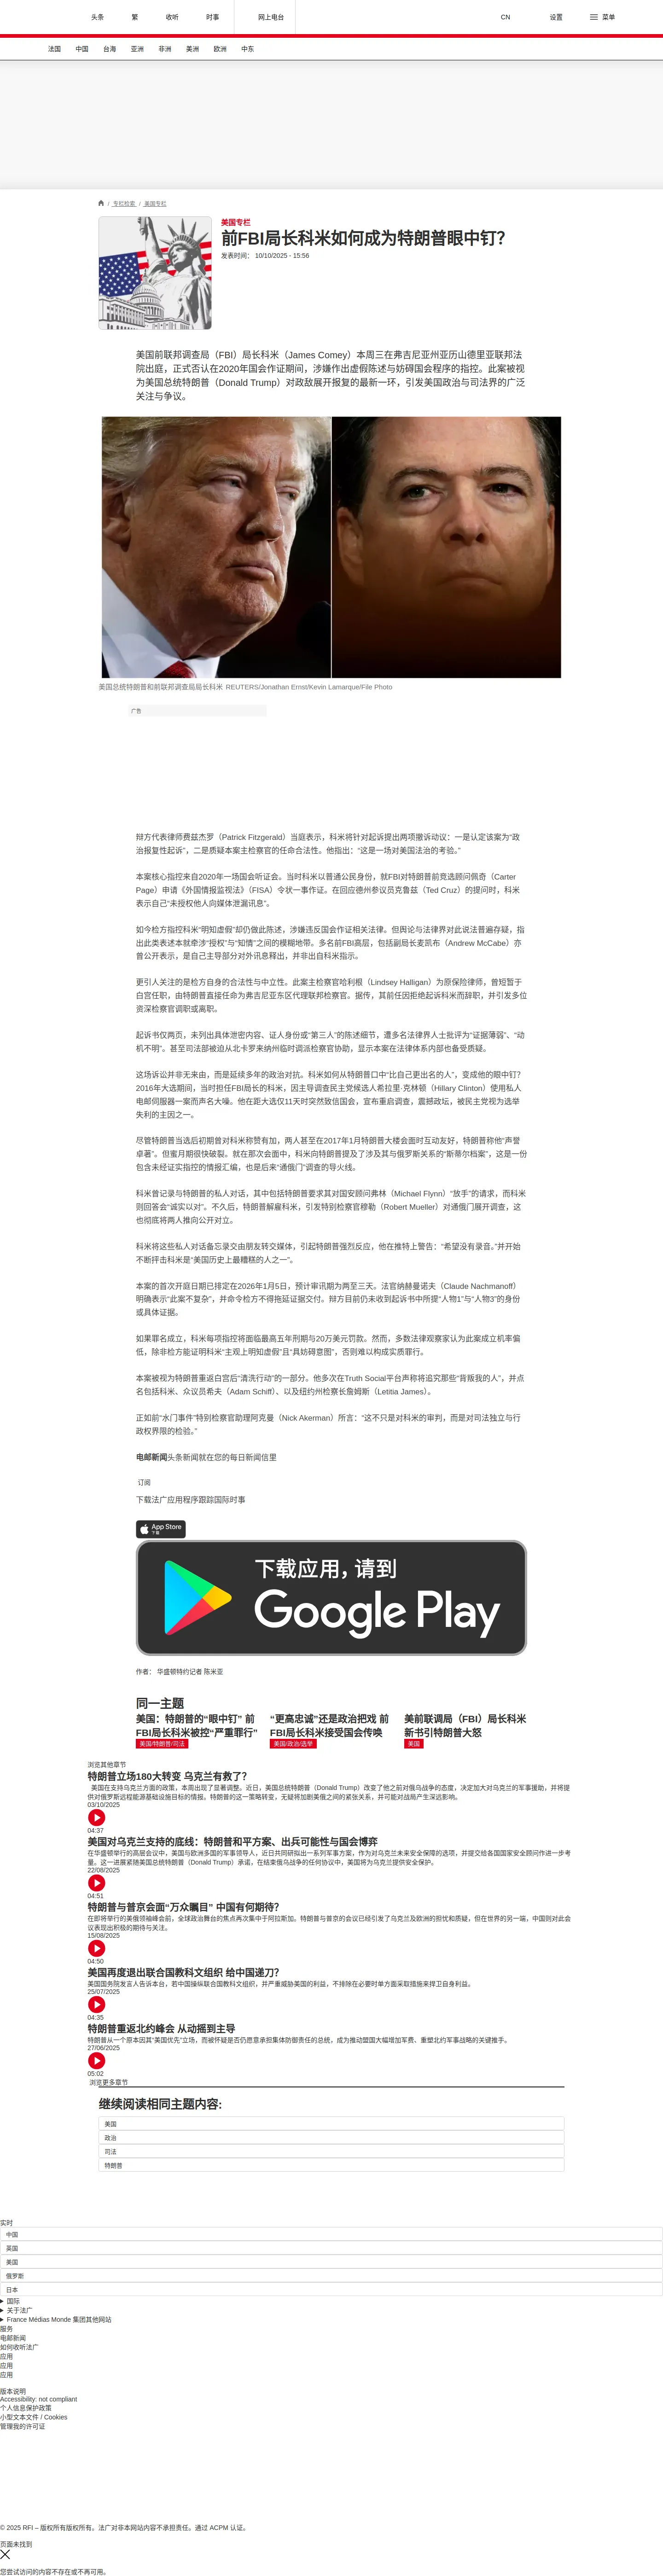 头条
繁
收听
时事
网上电台
CN
设置
菜单
法国
中国
台海
亚洲
非洲
美洲
欧洲
中东
/ 专栏检索 / 美国专栏
美国专栏
前FBI局长科米如何成为特朗普眼中钉？
发表时间： 10/10/2025 - 15:56
美国前联邦调查局（FBI）局长科米（James Comey）本周三在弗吉尼亚州亚历山德里亚联邦法
院出庭，正式否认在2020年国会作证期间，涉嫌作出虚假陈述与妨碍国会程序的指控。此案被视
为美国总统特朗普（Donald Trump）对政敌展开报复的最新一环，引发美国政治与司法界的广泛
关注与争议。
美国总统特朗普和前联邦调查局局长科米 REUTERS/Jonathan Ernst/Kevin Lamarque/File Photo
广告
辩方代表律师费兹杰罗（Patrick Fitzgerald）当庭表示，科米将针对起诉提出两项撤诉动议：一是认定该案为“政
治报复性起诉”，二是质疑本案主检察官的任命合法性。他指出：“这是一场对美国法治的考验。”
本案核心指控来自2020年一场国会听证会。当时科米以普通公民身份，就FBI对特朗普前竞选顾问佩奇（Carter
Page）申请《外国情报监视法》（FISA）令状一事作证。在回应德州参议员克鲁兹（Ted Cruz）的提问时，科米
表示自己“未授权他人向媒体泄漏讯息”。
如今检方指控科米“明知虚假”却仍做此陈述，涉嫌违反国会作证相关法律。但舆论与法律界对此说法普遍存疑，指
出此类表述本就牵涉“授权”与“知情”之间的模糊地带。多名前FBI高层，包括副局长麦凯布（Andrew McCabe）亦
曾公开表示，是自己主导部分对外讯息释出，并非出自科米指示。
更引人关注的是检方自身的合法性与中立性。此案主检察官哈利根（Lindsey Halligan）为原保险律师，曾短暂于
白宫任职，由特朗普直接任命为弗吉尼亚东区代理联邦检察官。据传，其前任因拒绝起诉科米而辞职，并引发多位
资深检察官调职或离职。
起诉书仅两页，未列出具体泄密内容、证人身份或“第三人”的陈述细节，遭多名法律界人士批评为“证据薄弱”、“动
机不明”。甚至司法部被迫从北卡罗来纳州临时调派检察官协助，显示本案在法律体系内部也备受质疑。
这场诉讼并非无来由，而是延续多年的政治对抗。科米如何从特朗普口中“比自己更出名的人”，变成他的眼中钉？
2016年大选期间，当时担任FBI局长的科米，因主导调查民主党候选人希拉里·克林顿（Hillary Clinton）使用私人
电邮伺服器一案而声名大噪。他在距大选仅11天时突然致信国会，宣布重启调查，震撼政坛，被民主党视为选举
失利的主因之一。
尽管特朗普当选后初期曾对科米称赞有加，两人甚至在2017年1月特朗普大楼会面时互动友好，特朗普称他“声誉
卓著”。但蜜月期很快破裂。就在那次会面中，科米向特朗普提及了涉及其与俄罗斯关系的“斯蒂尔档案”，这是一份
包含未经证实指控的情报汇编，也是后来“通俄门”调查的导火线。
科米曾记录与特朗普的私人对话，其中包括特朗普要求其对国安顾问弗林（Michael Flynn）“放手”的请求，而科米
则回答会“诚实以对”。不久后，特朗普解雇科米，引发特别检察官穆勒（Robert Mueller）对通俄门展开调查，这
也彻底将两人推向公开对立。
科米将这些私人对话备忘录交由朋友转交媒体，引起特朗普强烈反应，他在推特上警告：“希望没有录音。”并开始
不断抨击科米是“美国历史上最糟糕的人之一”。
本案的首次开庭日期已排定在2026年1月5日，预计审讯期为两至三天。法官纳赫曼诺夫（Claude Nachmanoff）
明确表示“此案不复杂”，并命令检方不得拖延证据交付。辩方目前仍未收到起诉书中所提“人物1”与“人物3”的身份
或具体证据。
如果罪名成立，科米每项指控将面临最高五年刑期与20万美元罚款。然而，多数法律观察家认为此案成立机率偏
低，除非检方能证明科米“主观上明知虚假”且“具妨碍意图”，否则难以构成实质罪行。
本案被视为特朗普重返白宫后“清洗行动”的一部分。他多次在Truth Social平台声称将追究那些“背叛我的人”，并点
名包括科米、众议员希夫（Adam Schiff）、以及纽约州检察长詹姆斯（Letitia James）。
正如前“水门事件”特别检察官助理阿克曼（Nick Akerman）所言：“这不只是对科米的审判，而是对司法独立与行
政权界限的检验。”
电邮新闻头条新闻就在您的每日新闻信里
订阅
下载法广应用程序跟踪国际时事
App Store
下载
下载应用，请到
Google Play
作者： 华盛顿特约记者 陈米亚
同一主题
美国：特朗普的“眼中钉” 前
FBI局长科米被控“严重罪行”
美国/特朗普/司法
“更高忠诚”还是政治把戏 前
FBI局长科米接受国会传唤
美国/政治/选举
美前联调局（FBI）局长科米
新书引特朗普大怒
美国
浏览其他章节
特朗普立场180大转变 乌克兰有救了？
美国在支持乌克兰方面的政策，本周出现了显著调整。近日，美国总统特朗普（Donald Trump）改变了他之前对俄乌战争的态度，决定加大对乌克兰的军事援助，并将提
供对俄罗斯远程能源基础设施目标的情报。特朗普的这一策略转变，无疑将加剧美俄之间的紧张关系，并可能对战局产生深远影响。
03/10/2025
04:37
美国对乌克兰支持的底线：特朗普和平方案、出兵可能性与国会博弈
在华盛顿举行的高层会议中，美国与欧洲多国的军事领导人，近日共同研拟出一系列军事方案，作为对乌克兰未来安全保障的选项，并提交给各国国家安全顾问作进一步考
量。这一进展紧随美国总统特朗普（Donald Trump）承诺，在结束俄乌战争的任何协议中，美国将为乌克兰提供安全保护。
22/08/2025
04:51
特朗普与普京会面“万众瞩目” 中国有何期待？
在即将举行的美俄领袖峰会前，全球政治舞台的焦点再次集中于阿拉斯加。特朗普与普京的会议已经引发了乌克兰及欧洲的担忧和质疑，但在世界的另一端，中国则对此会
议表现出积极的期待与关注。
15/08/2025
04:50
美国再度退出联合国教科文组织 给中国递刀？
美国国务院发言人告诉本台，若中国操纵联合国教科文组织，并严重威胁美国的利益，不排除在必要时单方面采取措施来捍卫自身利益。
25/07/2025
04:35
特朗普重返北约峰会 从动摇到主导
特朗普从一个原本因其“美国优先”立场，而被怀疑是否仍愿意承担集体防御责任的总统，成为推动盟国大幅增加军费、重塑北约军事战略的关键推手。
27/06/2025
05:02
浏览更多章节
继续阅读相同主题内容:
美国
政治
司法
特朗普
实时
中国
英国
美国
俄罗斯
日本
国际
关于法广
France Médias Monde 集团其他网站
服务
电邮新闻
如何收听法广
应用
应用
应用
版本说明
Accessibility: not compliant
个人信息保护政策
小型文本文件 / Cookies
管理我的许可证
© 2025 RFI – 版权所有版权所有。法广对非本网站内容不承担责任。通过 ACPM 认证。
页面未找到
您尝试访问的内容不存在或不再可用。